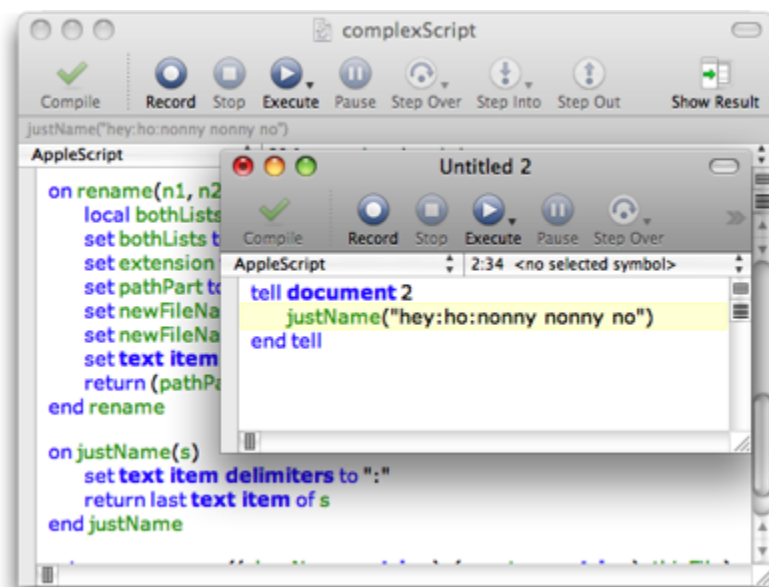 complexScript
Compile Record Stop Execute Pause Step Over Step Into Step Out Show Result
justName("hey:ho:nonny nonny no")
AppleScript
on rename(n1, n2
local bothLists
set bothLists
set extension
set pathPart to
set newFileNa
set newFileNa
set text item
return (pathPa
end rename
on justName(s)
set text item delimiters to ":"
return last text item of s
end justName
Untitled 2
Compile Record Stop Execute Pause Step Over
AppleScript 2:34 <no selected symbol>
tell document 2
justName("hey:ho:nonny nonny no")
end tell